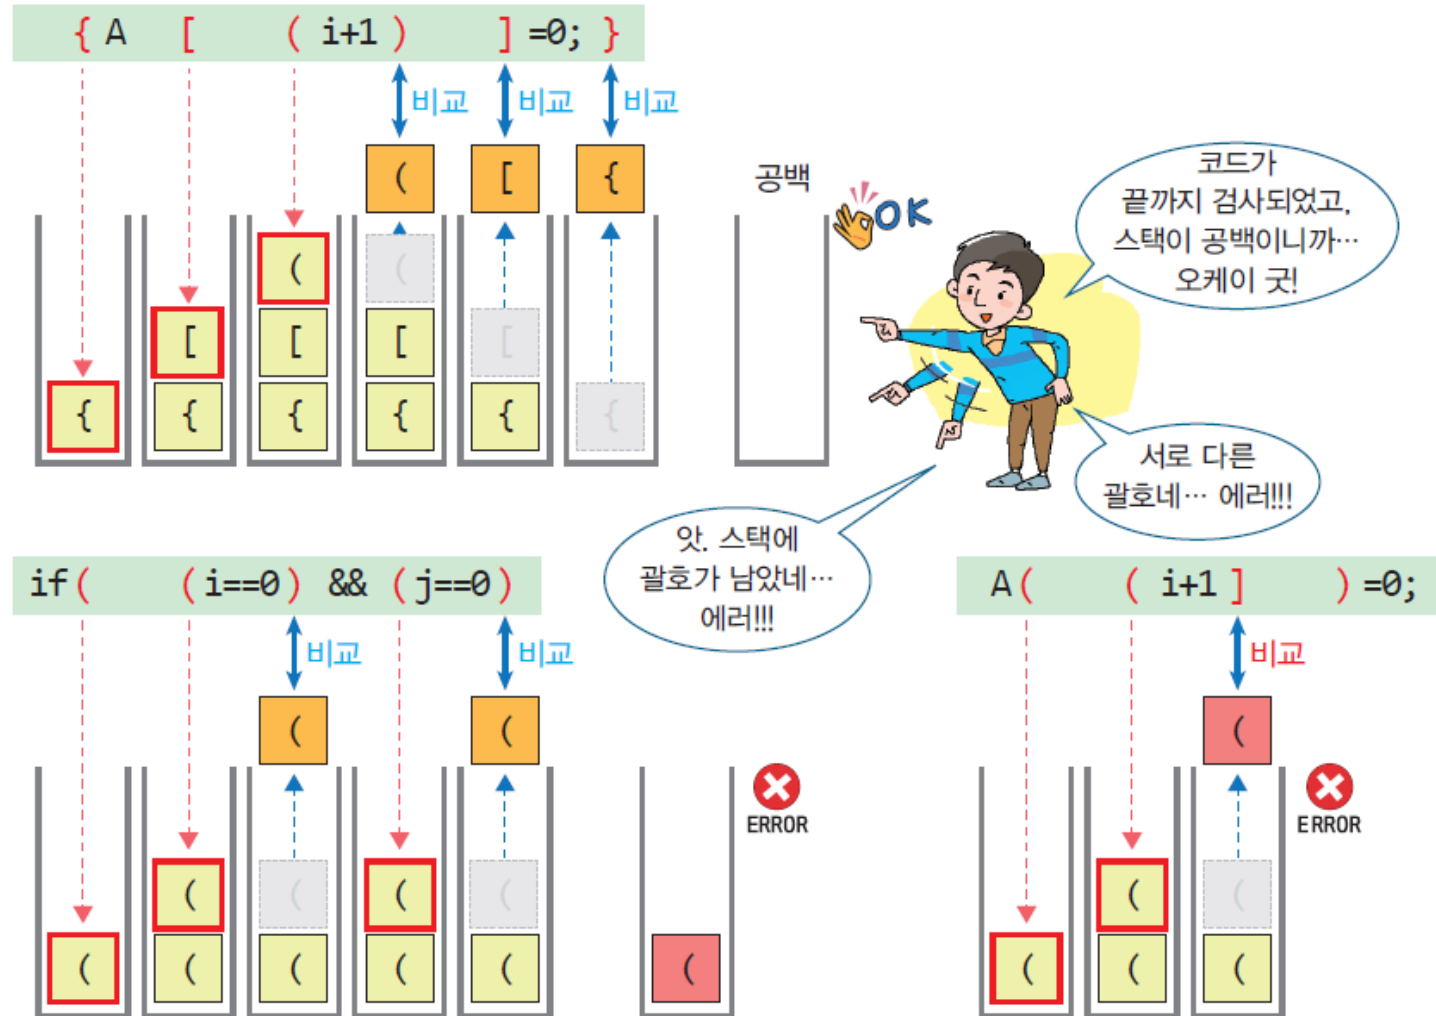 { A [ ( i+1 ) ] =0; }
비교 비교 비교
( [ {
공백
OK
코드가
끝까지 검사되었고,
스택이 공백이니까…
오케이 굿!
( (
[ [ [ [
{ { { { { {
서로 다른
괄호네… 에러!!!
앗. 스택에
괄호가 남았네…
에러!!!
if( (i==0) && (j==0)
비교 비교
( (
ERROR
( ( ( (
( ( ( ( ( (
A( ( i+1 ] ) =0;
비교
(
ERROR
( (
( ( (